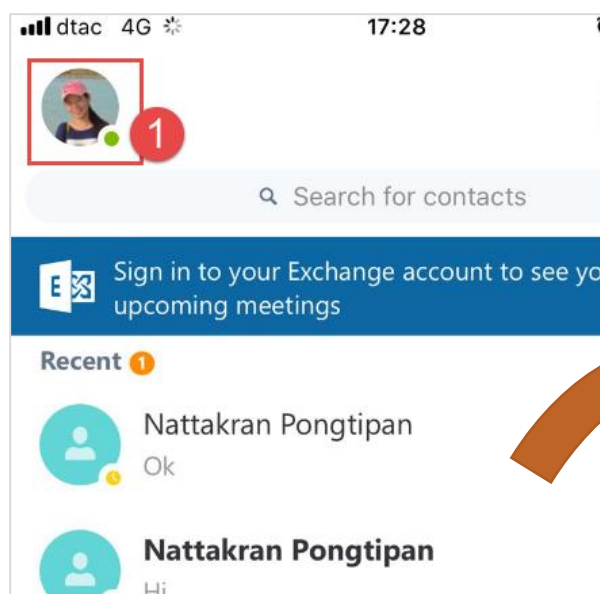 dtac 4G 17:28
1
Search for contacts
Sign in to your Exchange account to see yo
upcoming meetings
Recent 1
Nattakran Pongtipan
Ok
Nattakran Pongtipan
Hi